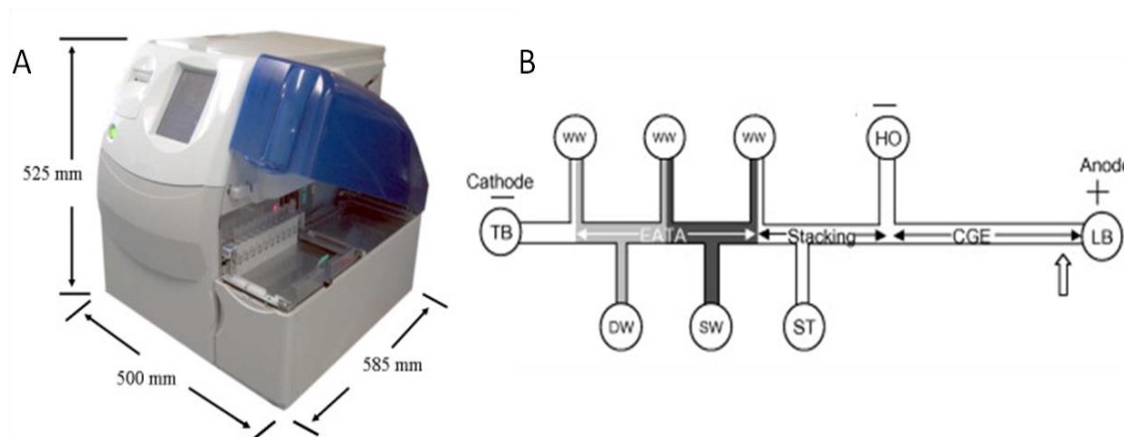 A
525 mm
500 mm
585 mm
B
WW
WW
WW
HO
Cathode
Anode
TB
EATA
Stacking
CGE
LB
DW
SW
ST